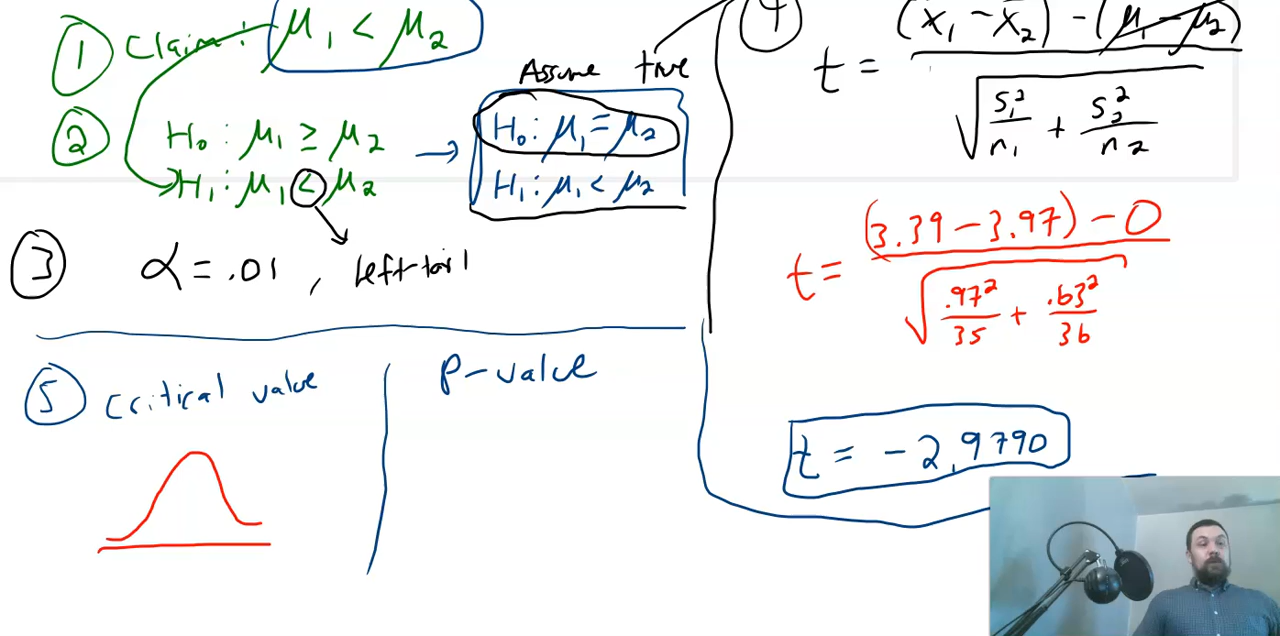 ① Claim: μ₁ < μ₂
② H₀: μ₁ ≥ μ₂
H₁: μ₁ < μ₂
Assume true
H₀: μ₁ = μ₂
H₁: μ₁ < μ₂
③ α = .01, left-tail
④ t = (x̄₁ − x̄₂) − (μ₁ − μ₂) / √(s₁²/n₁ + s₂²/n₂)
t = (3.39 − 3.97) − 0 / √(.97²/35 + .63²/36)
t = −2.9790
⑤ Critical value
P-value